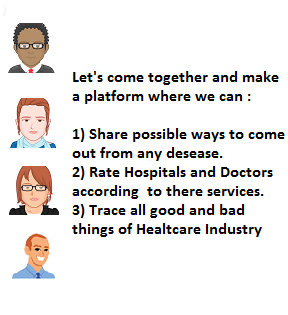 Let's come together and make
a platform where we can :
1) Share possible ways to come
out from any desease.
2) Rate Hospitals and Doctors
according to there services.
3) Trace all good and bad
things of Healtcare Industry